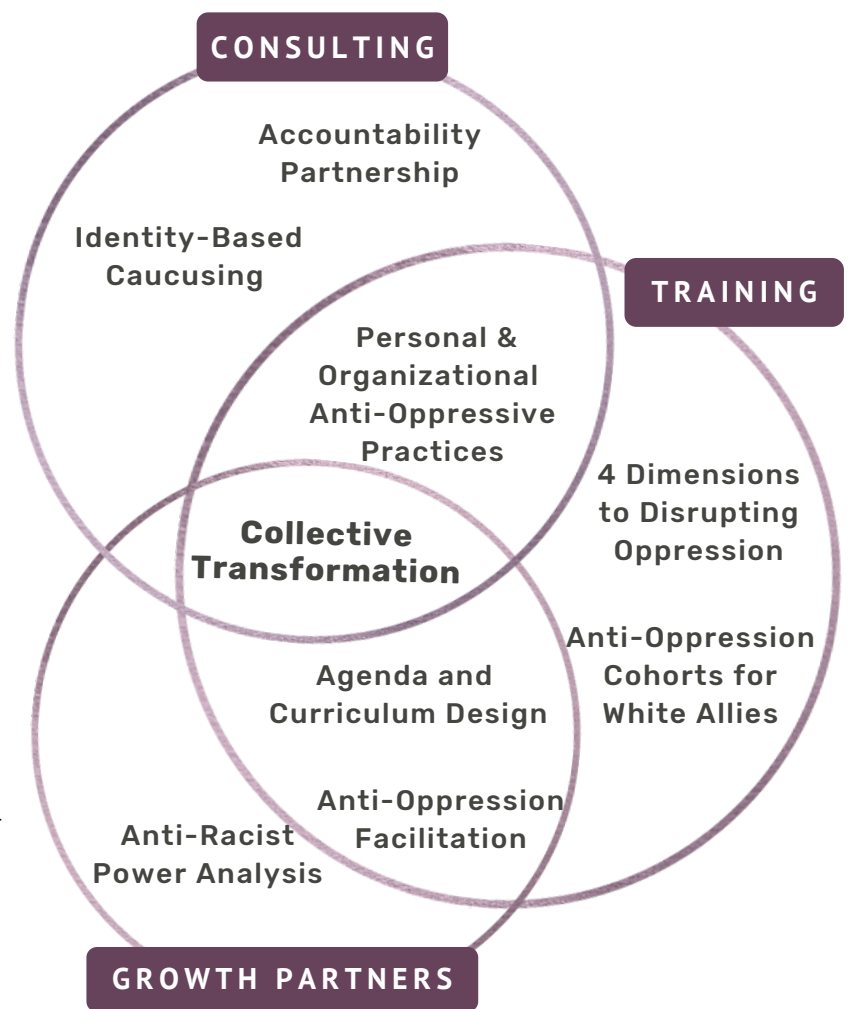 CONSULTING
Accountability
Partnership
Identity-Based
Caucusing
TRAINING
Personal &
Organizational
Anti-Oppressive
Practices
4 Dimensions
to Disrupting
Oppression
Collective
Transformation
Anti-Oppression
Cohorts for
White Allies
Agenda and
Curriculum Design
Anti-Oppression
Facilitation
Anti-Racist
Power Analysis
GROWTH PARTNERS